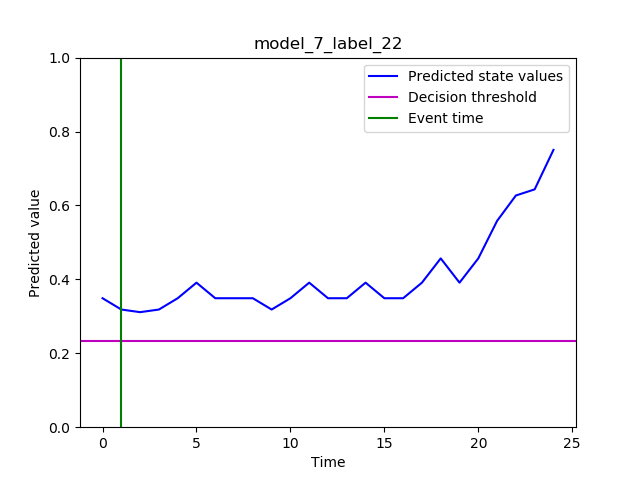 model_7_label_22
Predicted state values
Decision threshold
Event time
1.0
0.8
0.6
0.4
0.2
0.0
Predicted value
0 5 10 15 20 25
Time